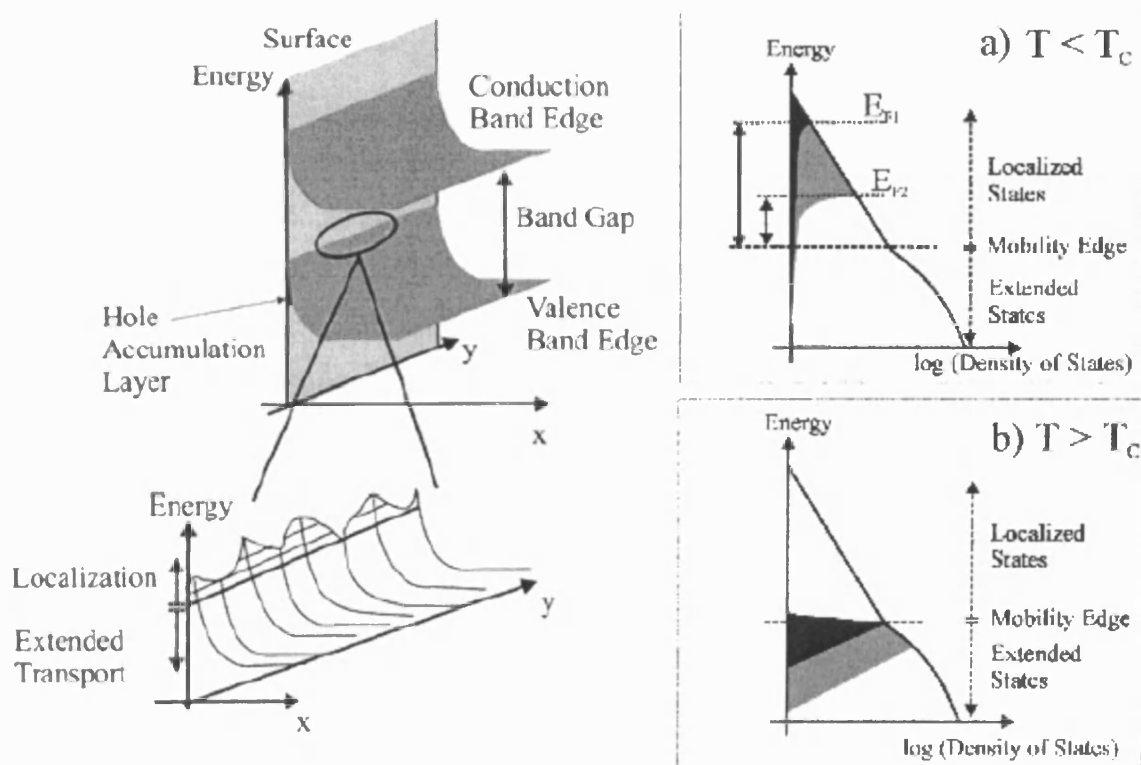 Surface
Energy
Conduction
Band Edge
Band Gap
Hole
Accumulation
Layer
Valence
Band Edge
y
x
Energy
Localization
Extended
Transport
y
x
a) T < Tc
Energy
EF1
EF2
Localized
States
Mobility Edge
Extended
States
log (Density of States)
b) T > TC
Energy
Localized
States
Mobility Edge
Extended
States
log (Density of States)